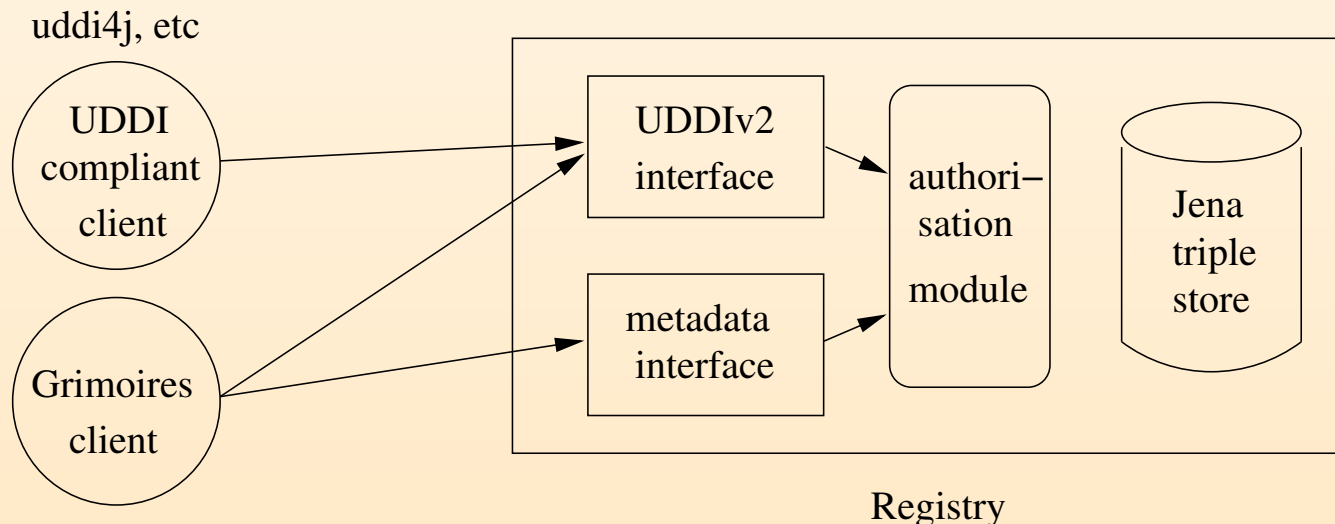 uddi4j, etc
UDDI
compliant
client
Grimoires
client
UDDIv2
interface
metadata
interface
authori−
sation
module
Jena
triple
store
Registry